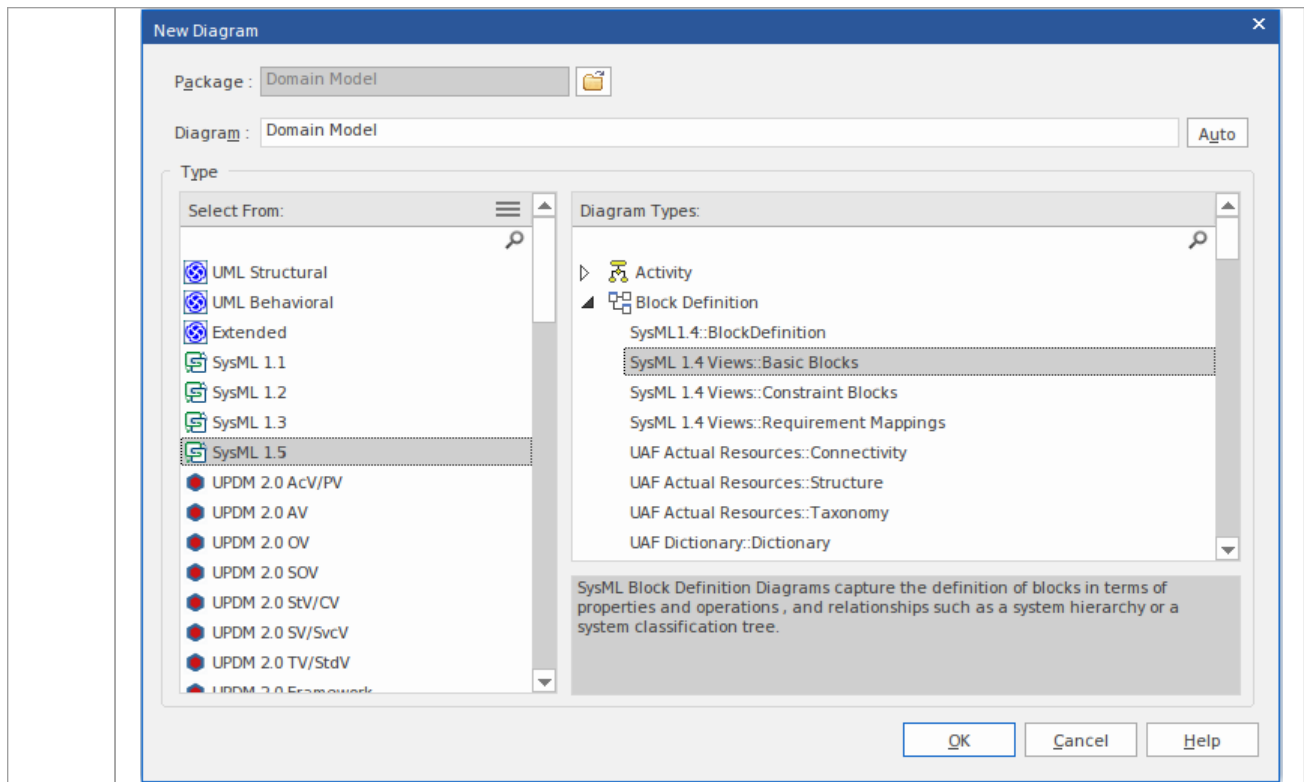 New Diagram
Package : Domain Model
Diagram : Domain Model Auto
Type
Select From:
UML Structural
UML Behavioral
Extended
SysML 1.1
SysML 1.2
SysML 1.3
SysML 1.5
UPDM 2.0 AcV/PV
UPDM 2.0 AV
UPDM 2.0 OV
UPDM 2.0 SOV
UPDM 2.0 StV/CV
UPDM 2.0 SV/SvcV
UPDM 2.0 TV/StdV
UPDM 2.0 Framework
Diagram Types:
Activity
Block Definition
SysML1.4::BlockDefinition
SysML 1.4 Views::Basic Blocks
SysML 1.4 Views::Constraint Blocks
SysML 1.4 Views::Requirement Mappings
UAF Actual Resources::Connectivity
UAF Actual Resources::Structure
UAF Actual Resources::Taxonomy
UAF Dictionary::Dictionary
SysML Block Definition Diagrams capture the definition of blocks in terms of
properties and operations , and relationships such as a system hierarchy or a
system classification tree.
OK Cancel Help